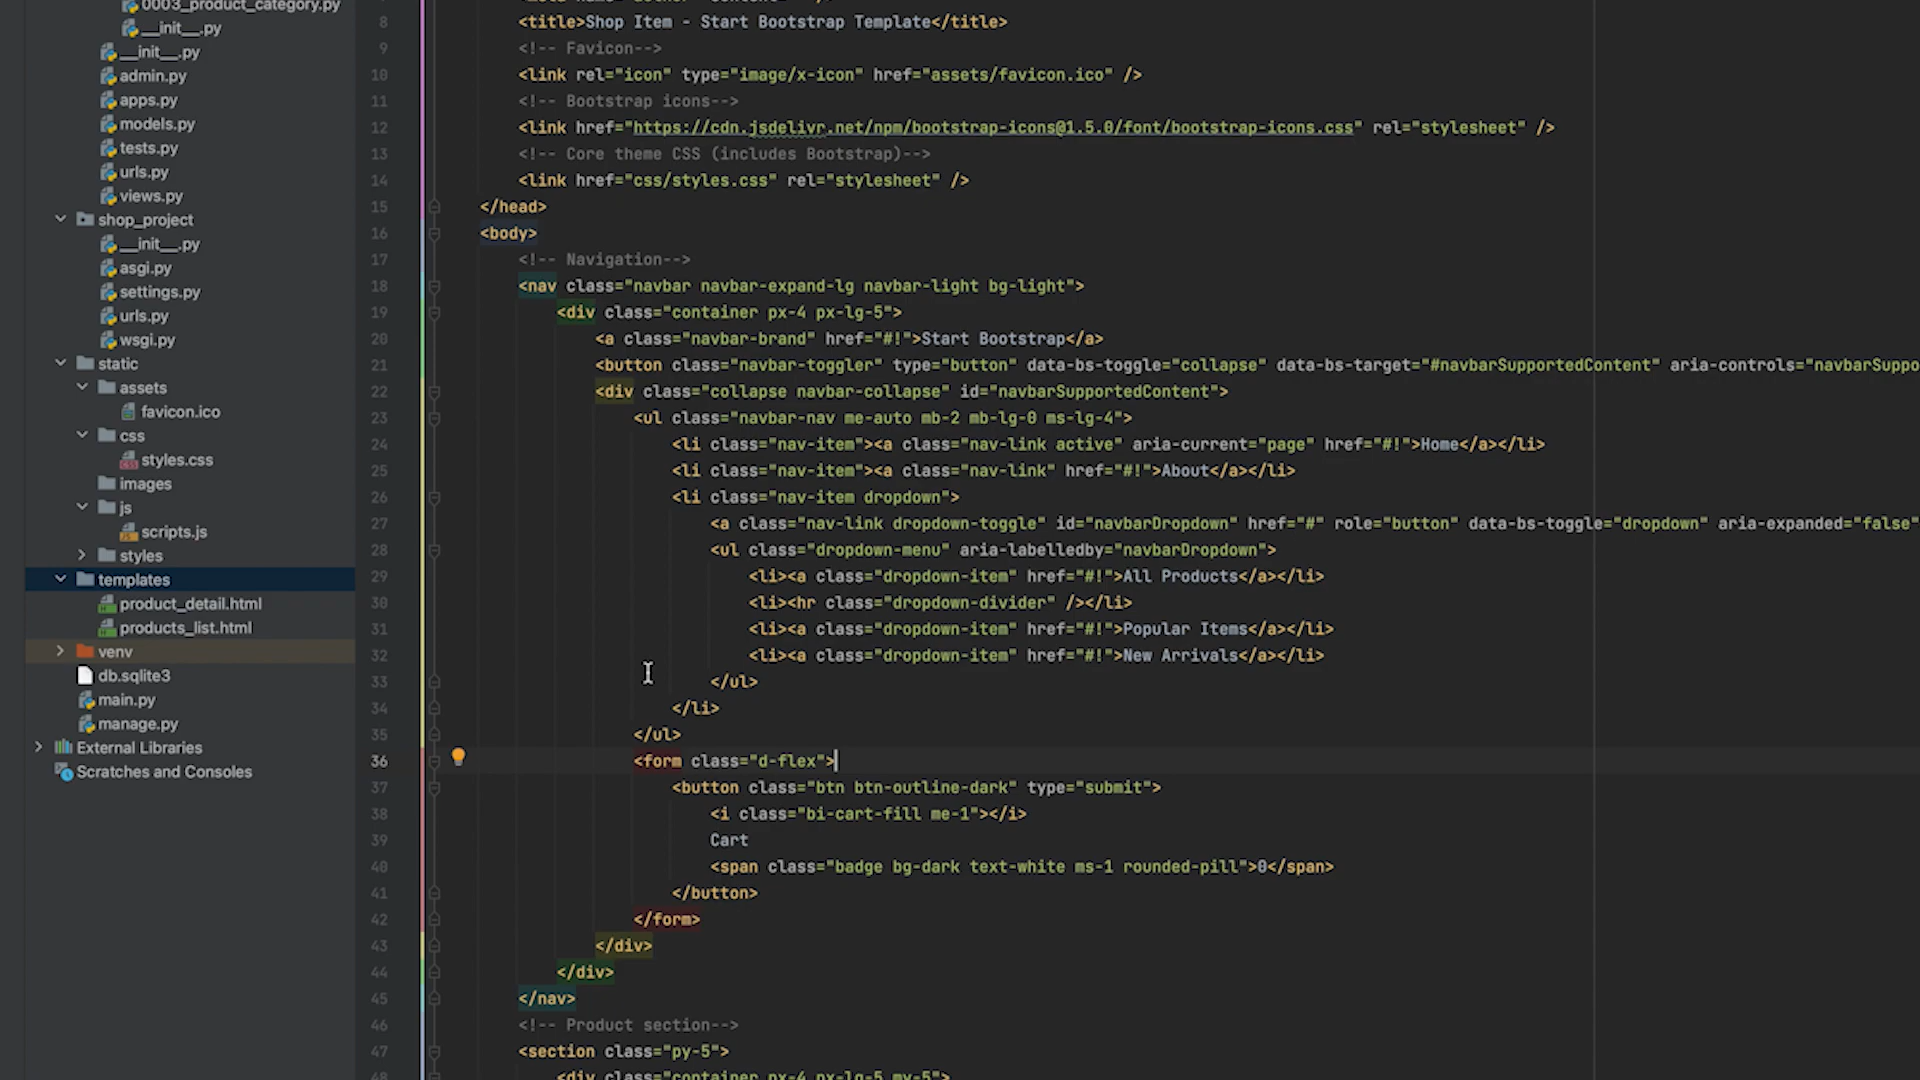 0003_product_category.py
__init__.py
__init__.py
admin.py
apps.py
models.py
tests.py
urls.py
views.py
shop_project
__init__.py
asgi.py
settings.py
urls.py
wsgi.py
static
assets
favicon.ico
css
styles.css
images
js
scripts.js
styles
templates
product_detail.html
products_list.html
venv
db.sqlite3
main.py
manage.py
External Libraries
Scratches and Consoles
8 <title>Shop Item - Start Bootstrap Template</title>
9 <!-- Favicon-->
10 <link rel="icon" type="image/x-icon" href="assets/favicon.ico" />
11 <!-- Bootstrap icons-->
12 <link href="https://cdn.jsdelivr.net/npm/bootstrap-icons@1.5.0/font/bootstrap-icons.css" rel="stylesheet" />
13 <!-- Core theme CSS (includes Bootstrap)-->
14 <link href="css/styles.css" rel="stylesheet" />
15 </head>
16 <body>
17 <!-- Navigation-->
18 <nav class="navbar navbar-expand-lg navbar-light bg-light">
19 <div class="container px-4 px-lg-5">
20 <a class="navbar-brand" href="#!">Start Bootstrap</a>
21 <button class="navbar-toggler" type="button" data-bs-toggle="collapse" data-bs-target="#navbarSupportedContent" aria-controls="navbarSuppo
22 <div class="collapse navbar-collapse" id="navbarSupportedContent">
23 <ul class="navbar-nav me-auto mb-2 mb-lg-0 ms-lg-4">
24 <li class="nav-item"><a class="nav-link active" aria-current="page" href="#!">Home</a></li>
25 <li class="nav-item"><a class="nav-link" href="#!">About</a></li>
26 <li class="nav-item dropdown">
27 <a class="nav-link dropdown-toggle" id="navbarDropdown" href="#" role="button" data-bs-toggle="dropdown" aria-expanded="false"
28 <ul class="dropdown-menu" aria-labelledby="navbarDropdown">
29 <li><a class="dropdown-item" href="#!">All Products</a></li>
30 <li><hr class="dropdown-divider" /></li>
31 <li><a class="dropdown-item" href="#!">Popular Items</a></li>
32 <li><a class="dropdown-item" href="#!">New Arrivals</a></li>
33 </ul>
34 </li>
35 </ul>
36 <form class="d-flex">
37 <button class="btn btn-outline-dark" type="submit">
38 <i class="bi-cart-fill me-1"></i>
39 Cart
40 <span class="badge bg-dark text-white ms-1 rounded-pill">0</span>
41 </button>
42 </form>
43 </div>
44 </div>
45 </nav>
46 <!-- Product section-->
47 <section class="py-5">
48 <div class="container px-4 px-lg-5 my-5">